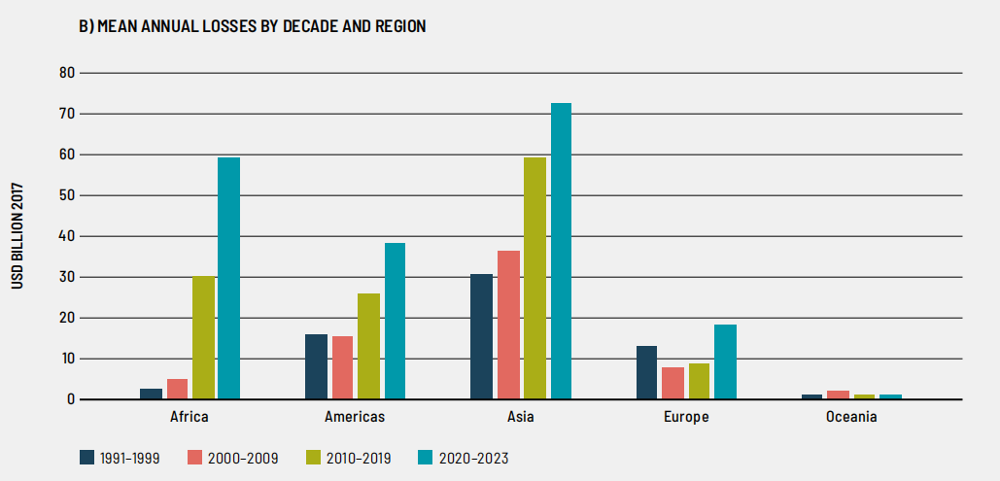 B) MEAN ANNUAL LOSSES BY DECADE AND REGION
USD BILLION 2017
80
70
60
50
40
30
20
10
0
Africa Americas Asia Europe Oceania
1991–1999 2000–2009 2010–2019 2020–2023